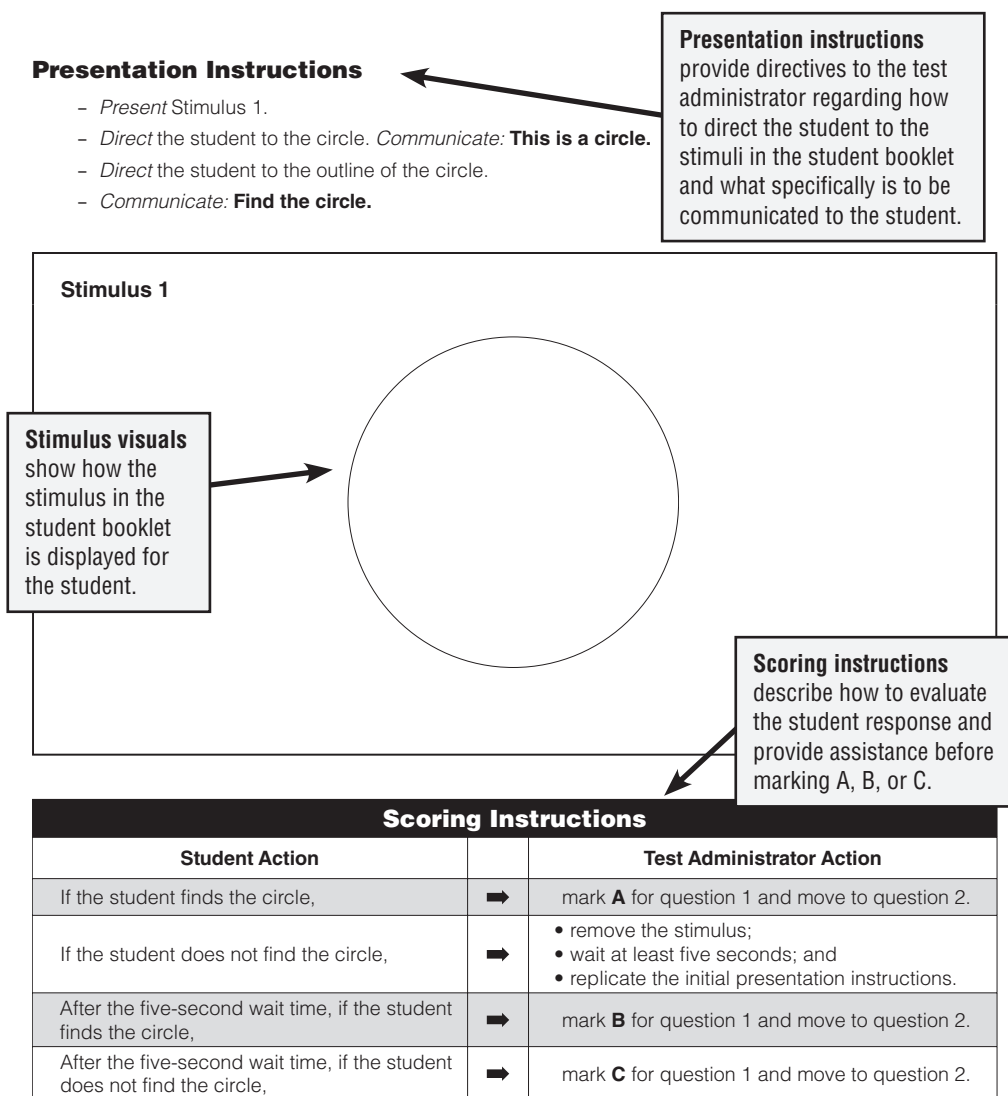 Presentation Instructions
– Present Stimulus 1.
– Direct the student to the circle. Communicate: This is a circle.
– Direct the student to the outline of the circle.
– Communicate: Find the circle.
Presentation instructions
provide directives to the test
administrator regarding how
to direct the student to the
stimuli in the student booklet
and what specifically is to be
communicated to the student.
Stimulus 1
Stimulus visuals
show how the
stimulus in the
student booklet
is displayed for
the student.
Scoring instructions
describe how to evaluate
the student response and
provide assistance before
marking A, B, or C.
Scoring Instructions
Student Action
Test Administrator Action
If the student finds the circle,
➡
mark A for question 1 and move to question 2.
If the student does not find the circle,
➡
• remove the stimulus;
• wait at least five seconds; and
• replicate the initial presentation instructions.
After the five-second wait time, if the student
finds the circle,
➡
mark B for question 1 and move to question 2.
After the five-second wait time, if the student
does not find the circle,
➡
mark C for question 1 and move to question 2.